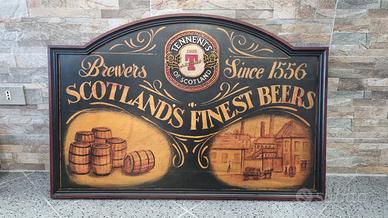 TENNENT'S
T
OF SCOTLAND
Brewers
Since 1556
SCOTLAND'S FINEST BEERS